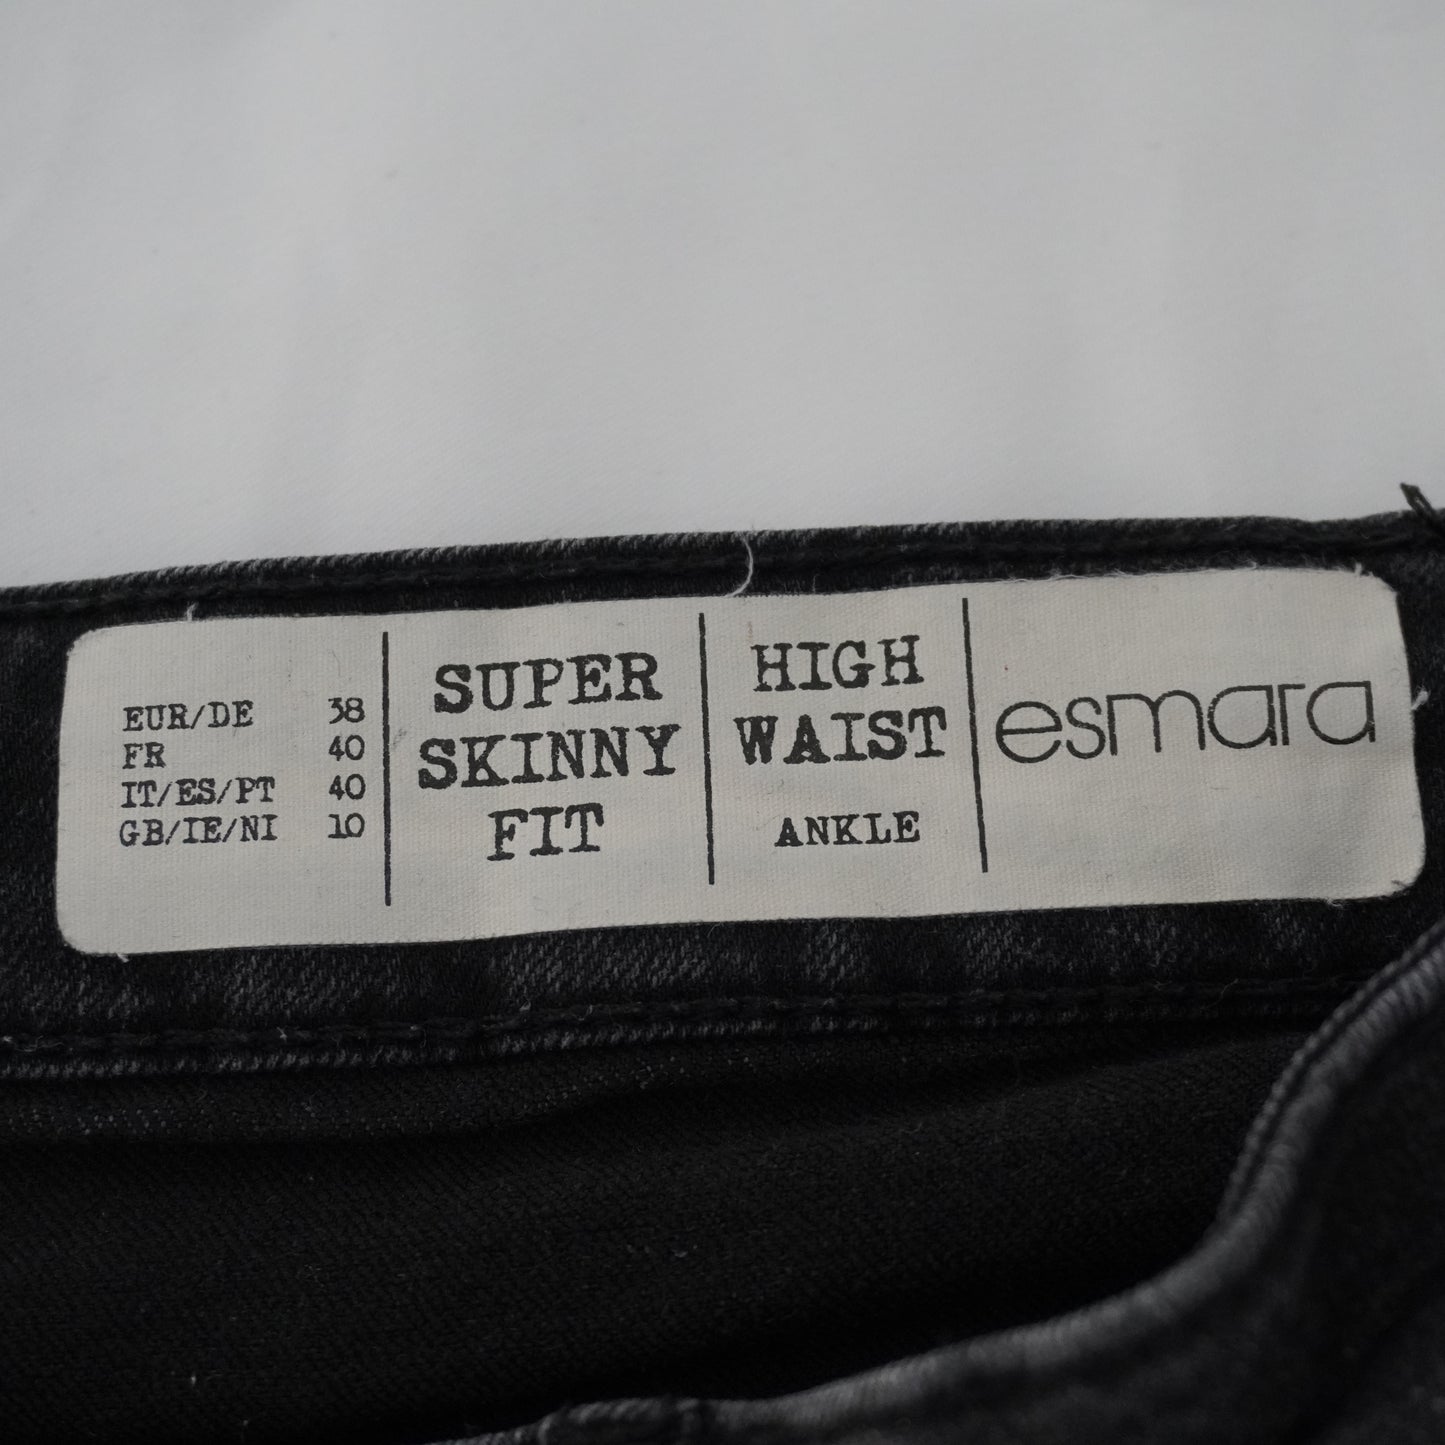 EUR/DE 38
FR 40
IT/ES/PT 40
GB/IE/NI 10
SUPER
SKINNY
FIT
HIGH
WAIST
ANKLE
esmara